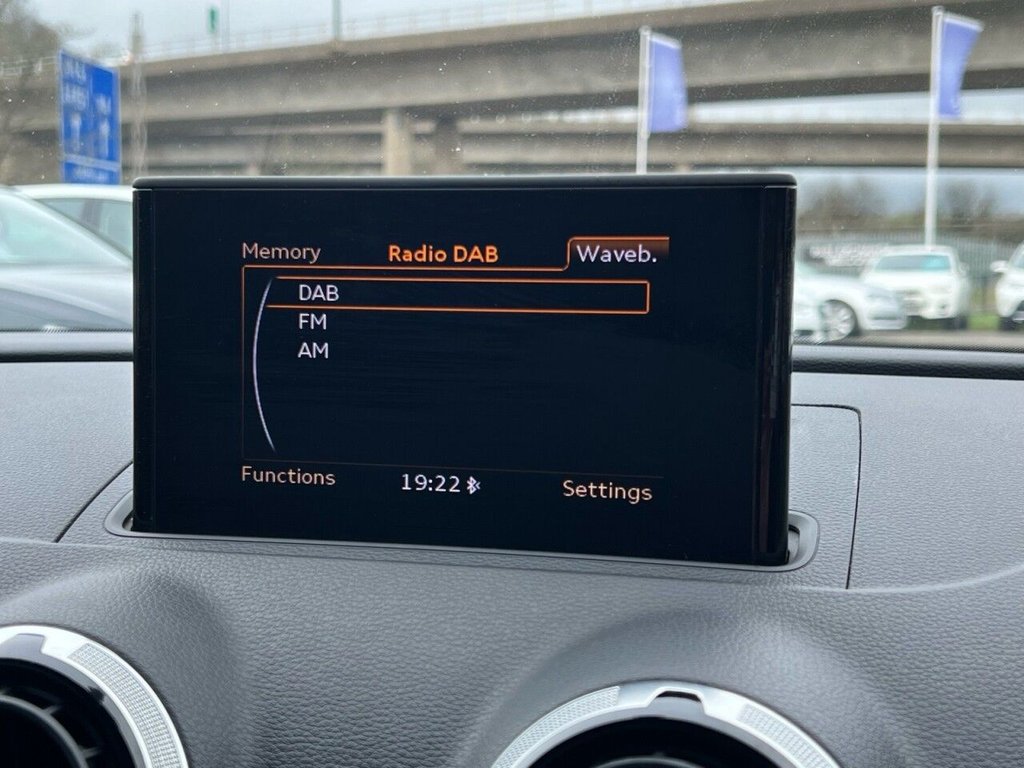 Memory Radio DAB Waveb.
DAB
FM
AM
Functions 19:22 Settings